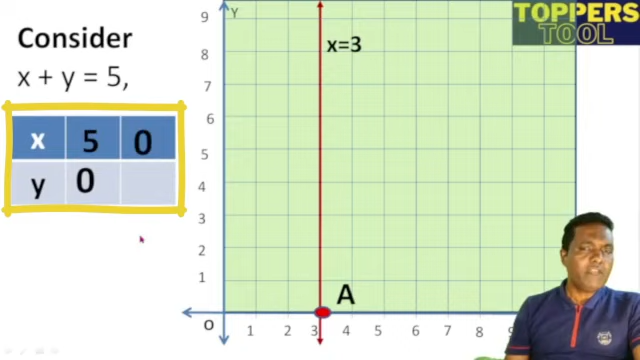 TOPPERS
TOOL
Consider
x + y = 5,
x 5 0
y 0
Y
x=3
9
8
7
6
5
4
3
2
1
A
O
1 2 3 4 5 6 7 8 9